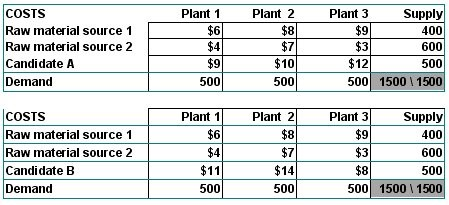 COSTS Plant 1 Plant 2 Plant 3 Supply
Raw material source 1 $6 $8 $9 400
Raw material source 2 $4 $7 $3 600
Candidate A $9 $10 $12 500
Demand 500 500 500 1500 \ 1500
COSTS Plant 1 Plant 2 Plant 3 Supply
Raw material source 1 $6 $8 $9 400
Raw material source 2 $4 $7 $3 600
Candidate B $11 $14 $8 500
Demand 500 500 500 1500 \ 1500